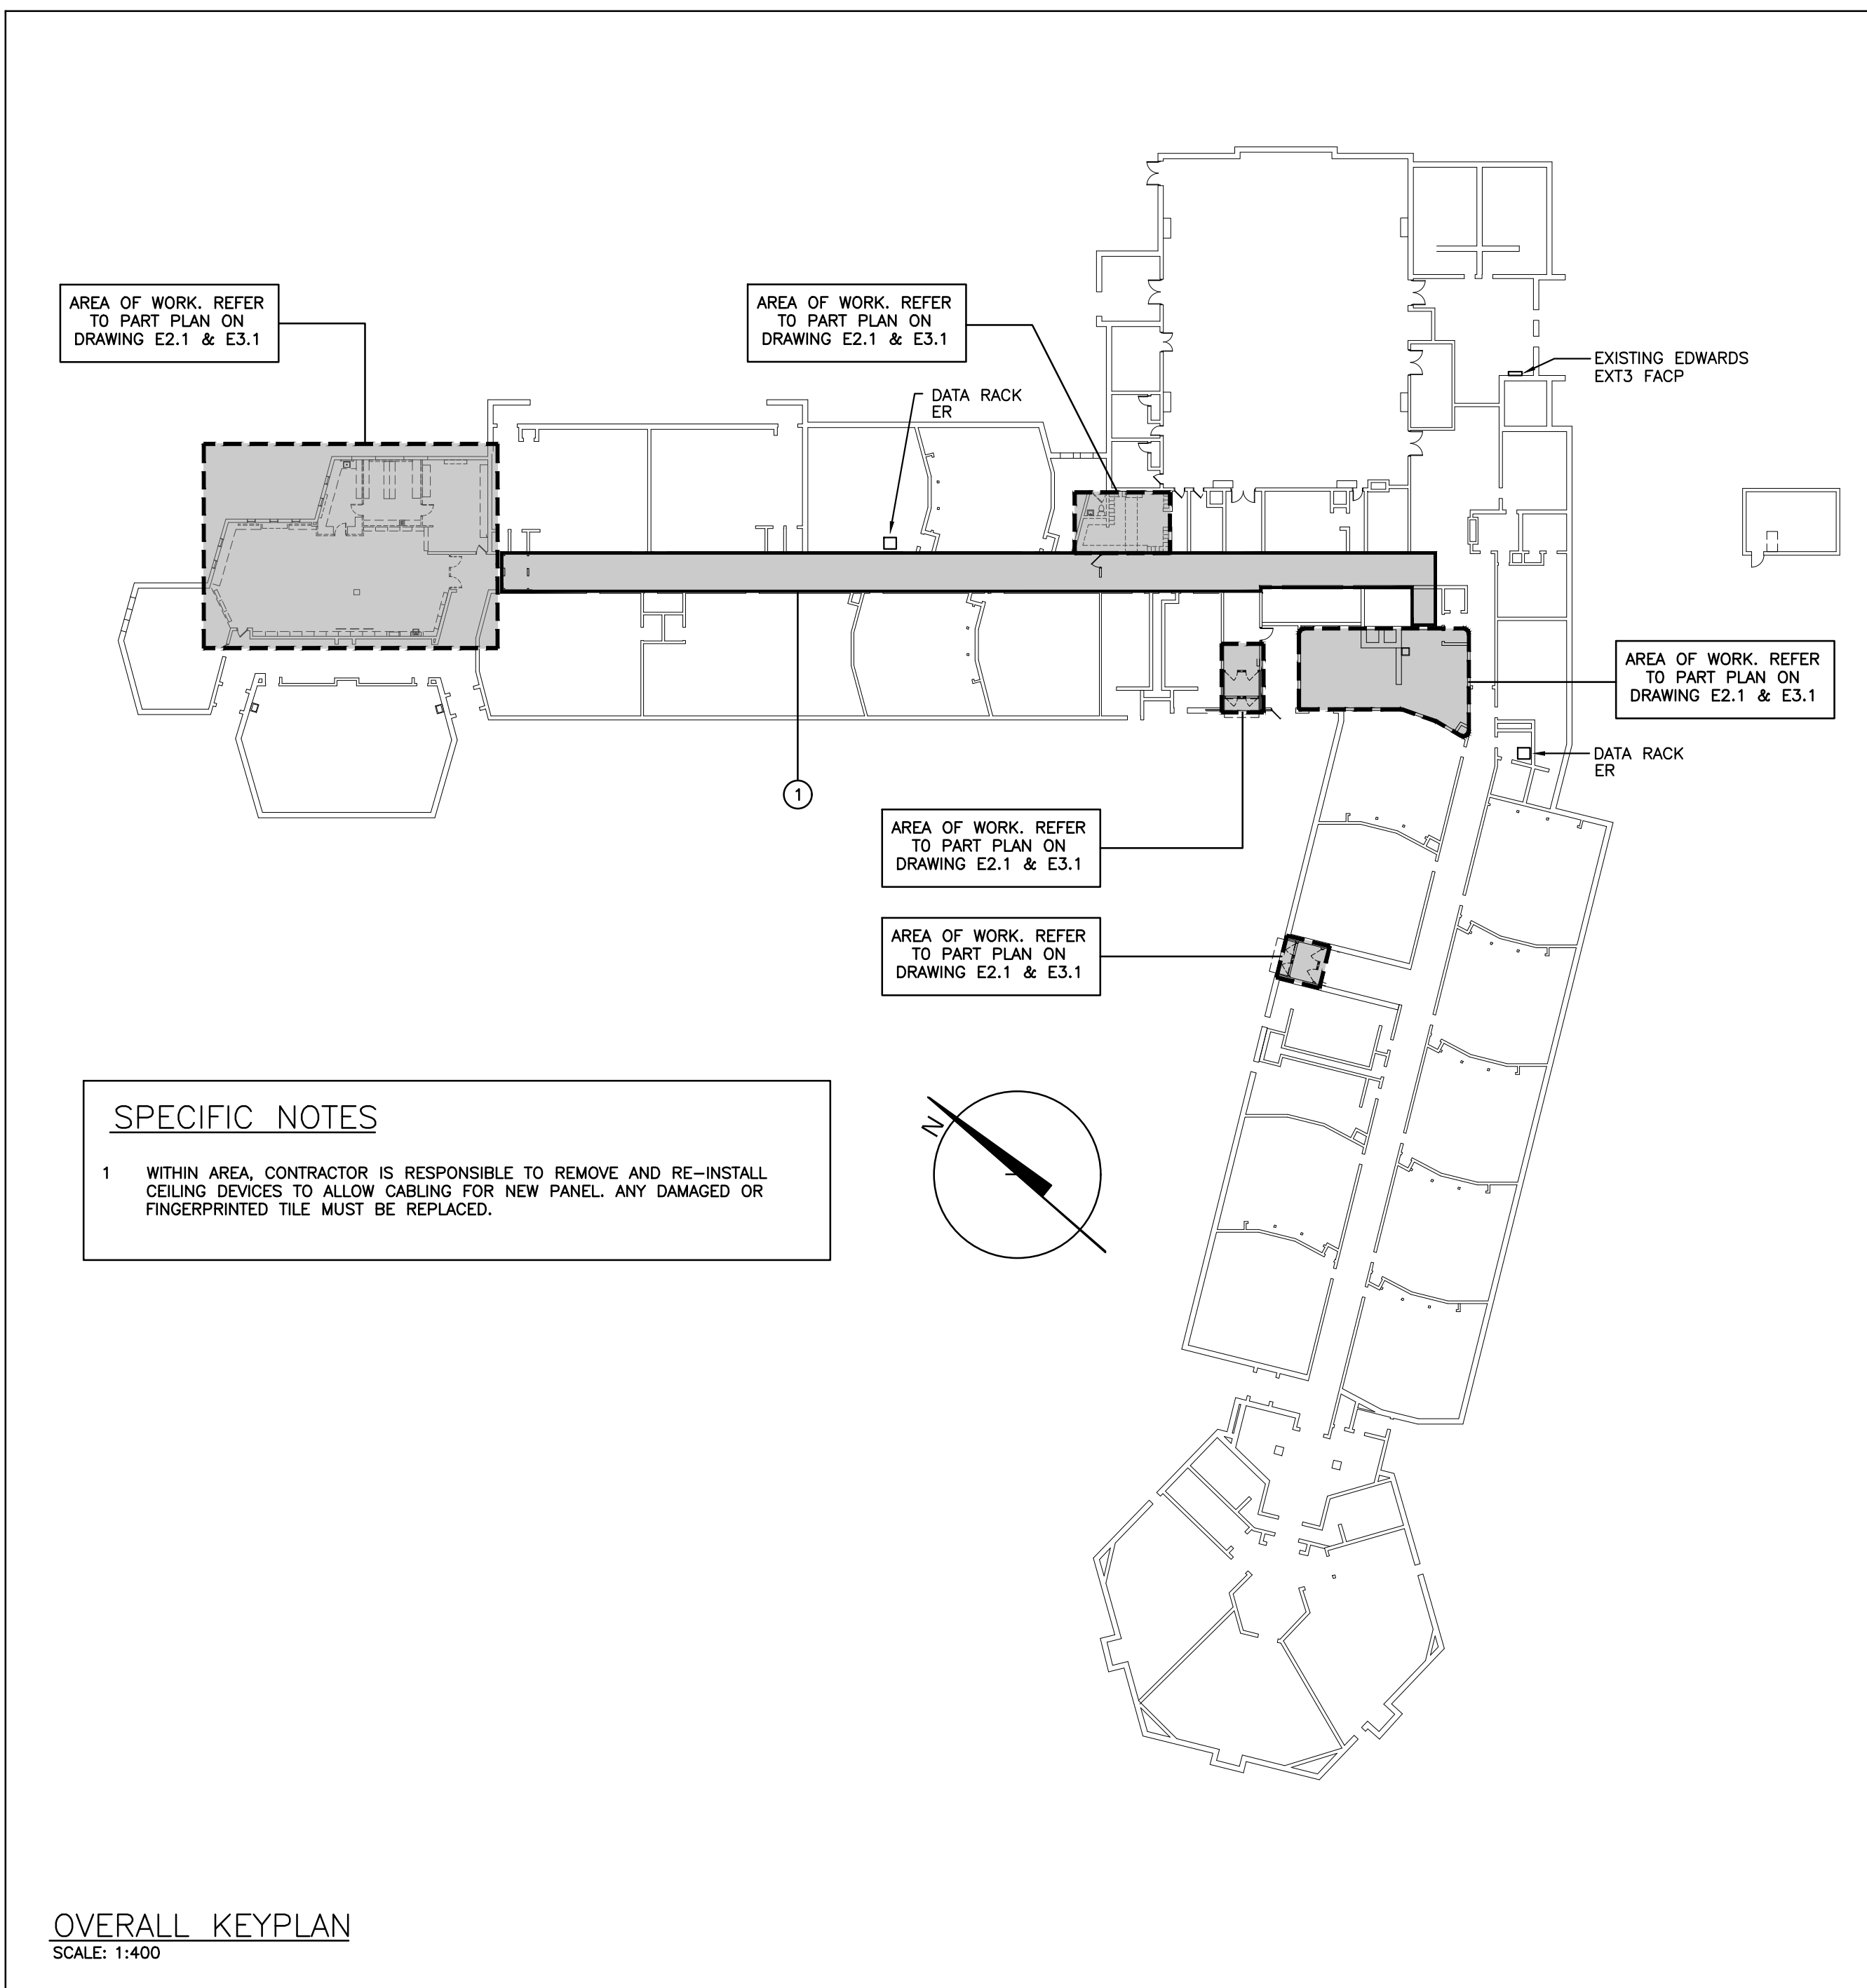 AREA OF WORK. REFER
TO PART PLAN ON
DRAWING E2.1 & E3.1
AREA OF WORK. REFER
TO PART PLAN ON
DRAWING E2.1 & E3.1
EXISTING EDWARDS
EXT3 FACP
DATA RACK
ER
AREA OF WORK. REFER
TO PART PLAN ON
DRAWING E2.1 & E3.1
DATA RACK
ER
1
AREA OF WORK. REFER
TO PART PLAN ON
DRAWING E2.1 & E3.1
AREA OF WORK. REFER
TO PART PLAN ON
DRAWING E2.1 & E3.1
SPECIFIC NOTES
1 WITHIN AREA, CONTRACTOR IS RESPONSIBLE TO REMOVE AND RE-INSTALL
CEILING DEVICES TO ALLOW CABLING FOR NEW PANEL. ANY DAMAGED OR
FINGERPRINTED TILE MUST BE REPLACED.
N
OVERALL KEYPLAN
SCALE: 1:400